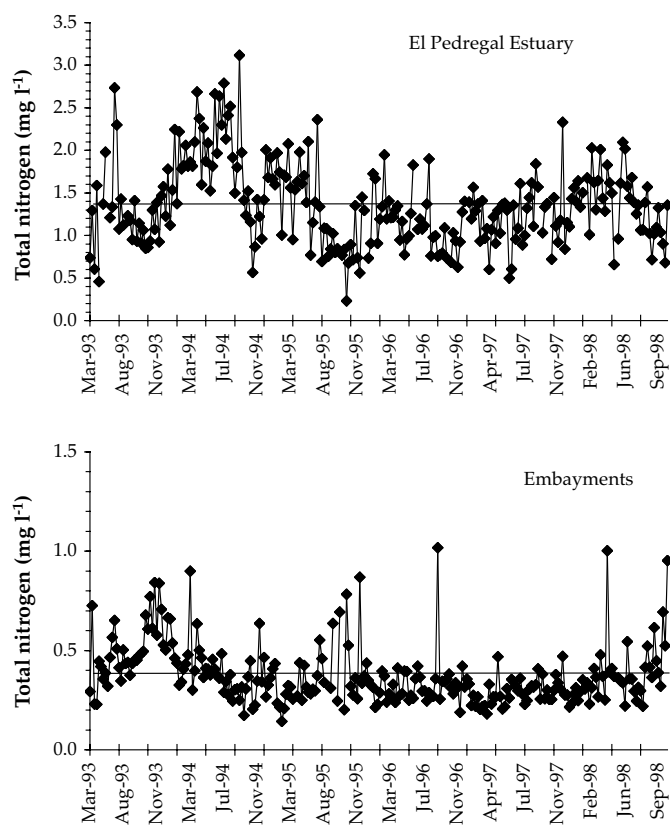 El Pedregal Estuary
Total nitrogen (mg l-1)
3.5
3.0
2.5
2.0
1.5
1.0
0.5
0.0
Mar-93
Aug-93
Nov-93
Mar-94
Jul-94
Nov-94
Mar-95
Aug-95
Nov-95
Mar-96
Jul-96
Nov-96
Apr-97
Jul-97
Nov-97
Feb-98
Jun-98
Sep-98
Embayments
Total nitrogen (mg l-1)
1.5
1.0
0.5
0.0
Mar-93
Aug-93
Nov-93
Mar-94
Jul-94
Nov-94
Mar-95
Aug-95
Nov-95
Mar-96
Jul-96
Nov-96
Apr-97
Jul-97
Nov-97
Feb-98
Jun-98
Sep-98